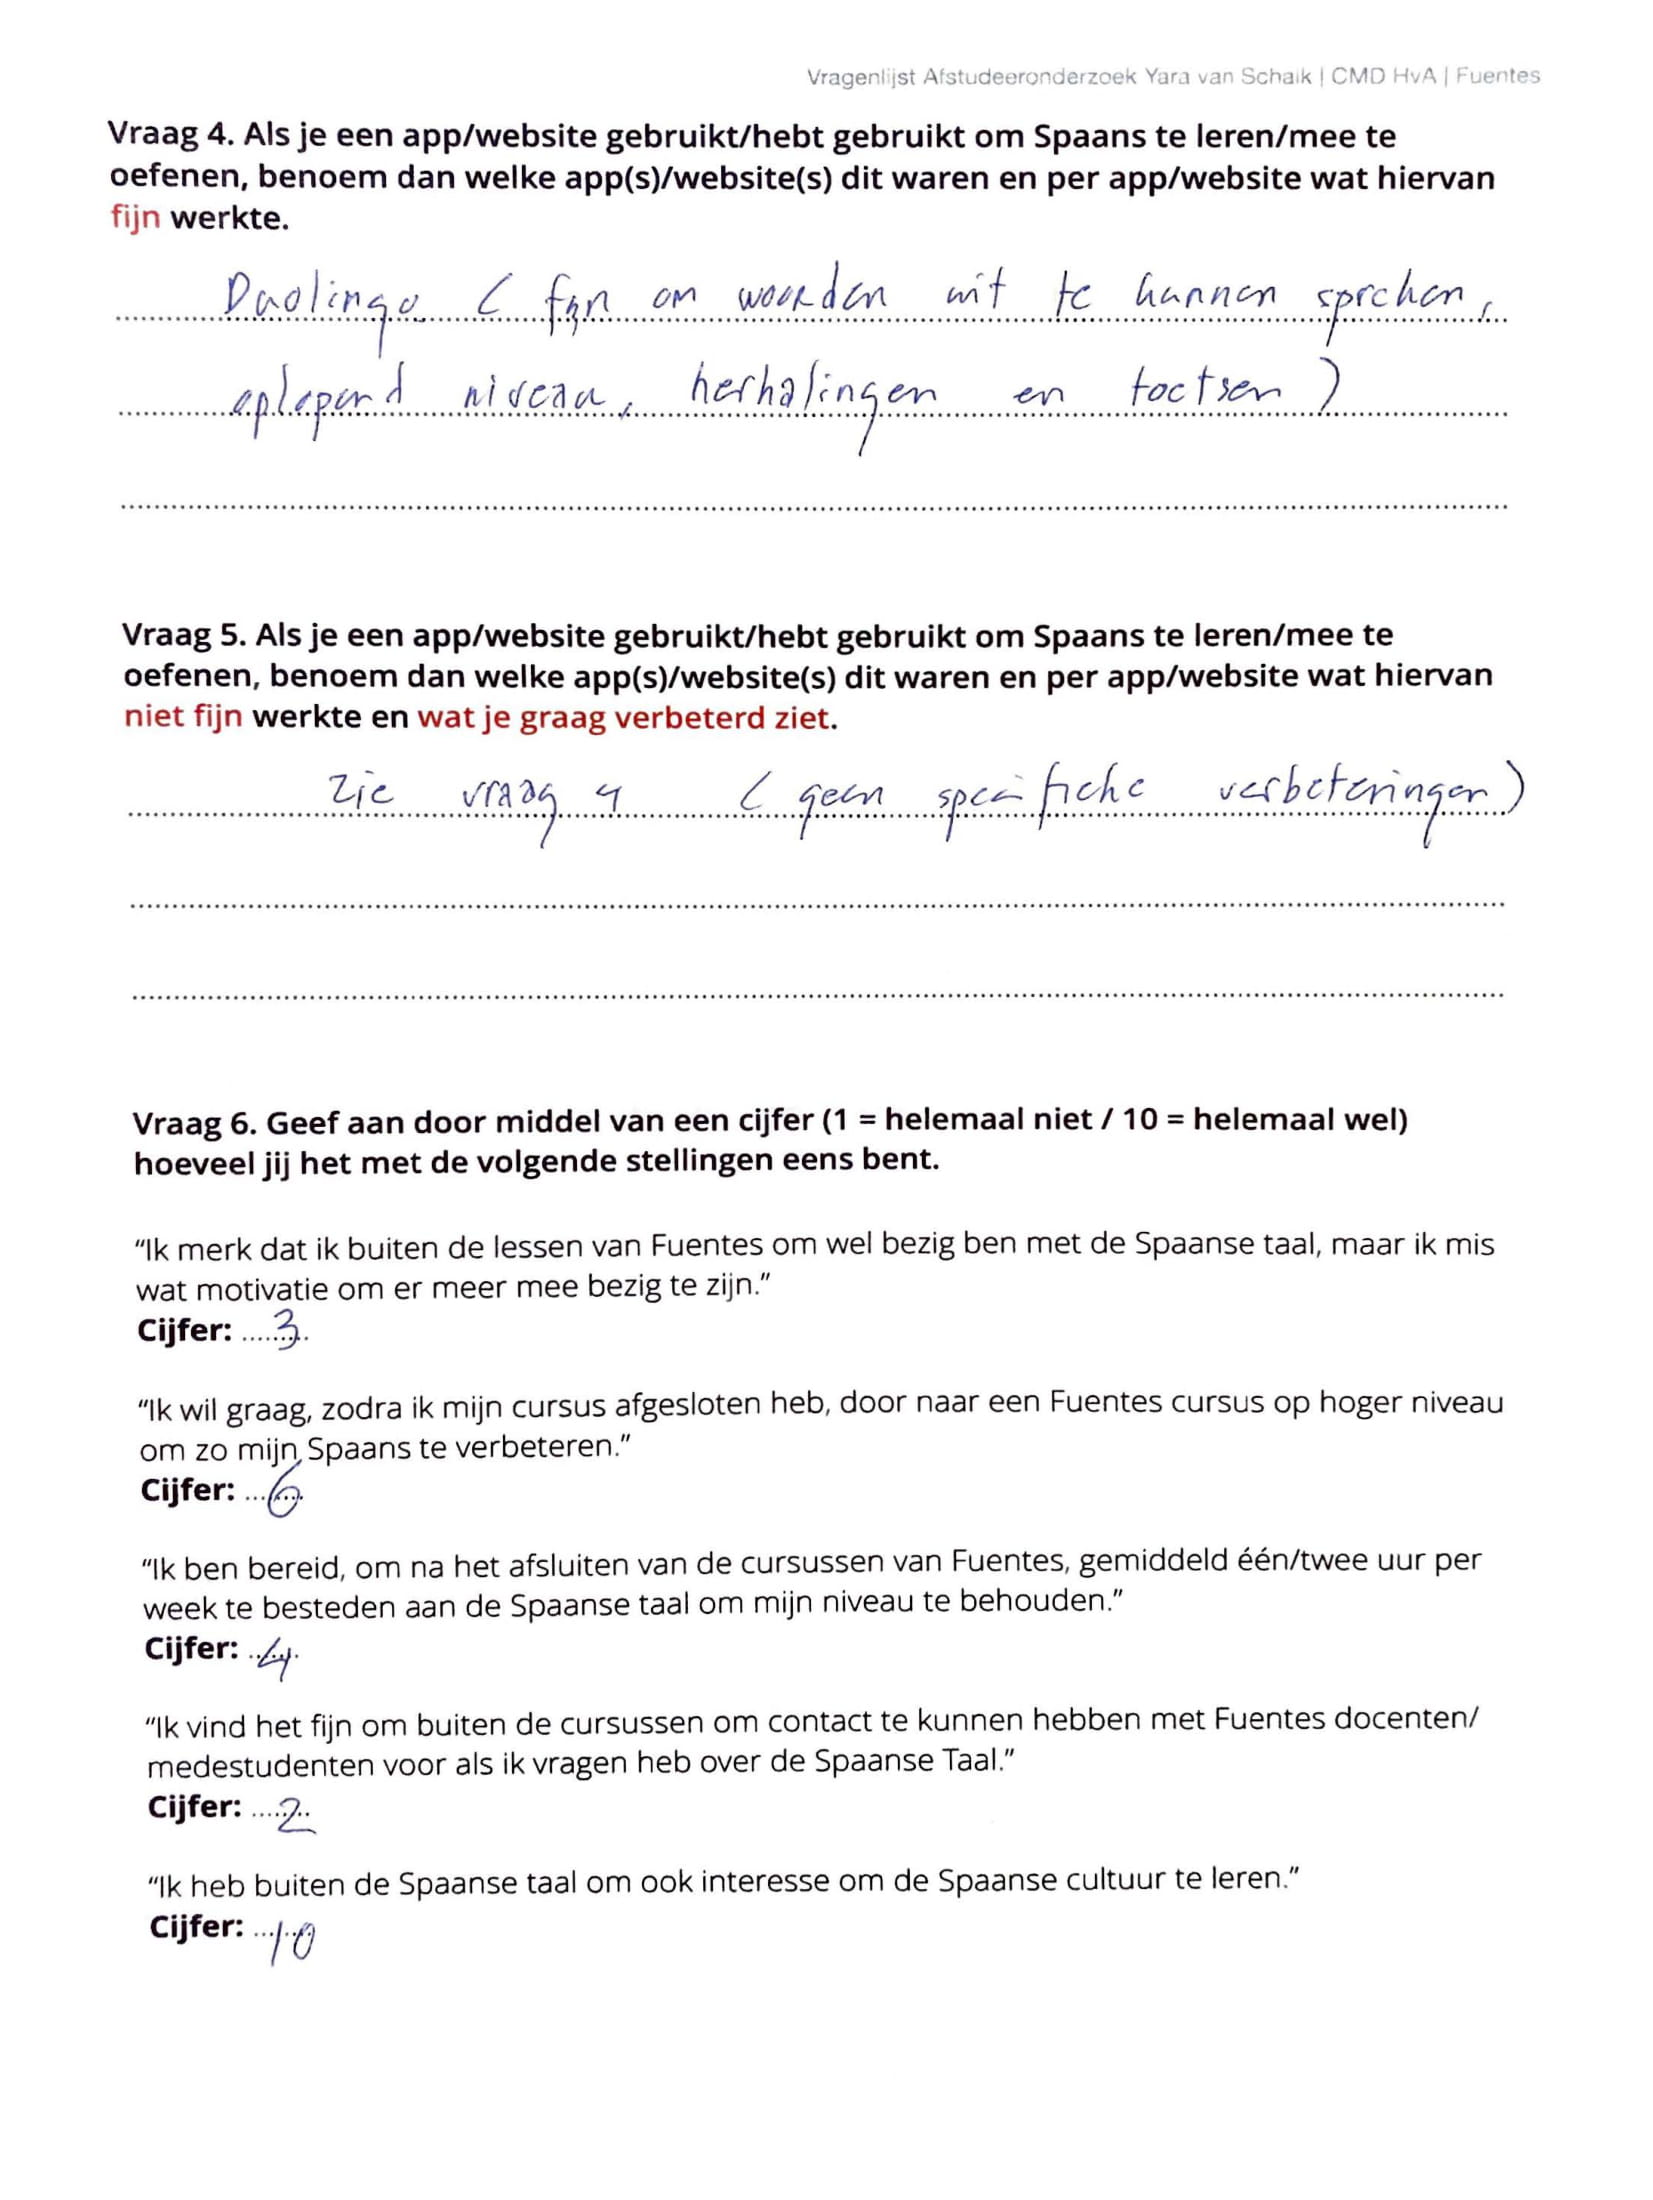 Vragenlijst Afstudeeronderzoek Yara van Schaik | CMD HvA | Fuentes
Vraag 4. Als je een app/website gebruikt/hebt gebruikt om Spaans te leren/mee te
oefenen, benoem dan welke app(s)/website(s) dit waren en per app/website wat hiervan
fijn werkte.
Duolingo ( fijn om woorden uit te kunnen spreken,
oplopend niveau, herhalingen en toetsen )
Vraag 5. Als je een app/website gebruikt/hebt gebruikt om Spaans te leren/mee te
oefenen, benoem dan welke app(s)/website(s) dit waren en per app/website wat hiervan
niet fijn werkte en wat je graag verbeterd ziet.
Zie vraag 4 ( geen specifieke verbeteringen )
Vraag 6. Geef aan door middel van een cijfer (1 = helemaal niet / 10 = helemaal wel)
hoeveel jij het met de volgende stellingen eens bent.
“Ik merk dat ik buiten de lessen van Fuentes om wel bezig ben met de Spaanse taal, maar ik mis
wat motivatie om er meer mee bezig te zijn.”
Cijfer: 3
“Ik wil graag, zodra ik mijn cursus afgesloten heb, door naar een Fuentes cursus op hoger niveau
om zo mijn Spaans te verbeteren.”
Cijfer: 6
“Ik ben bereid, om na het afsluiten van de cursussen van Fuentes, gemiddeld één/twee uur per
week te besteden aan de Spaanse taal om mijn niveau te behouden.”
Cijfer: 4
“Ik vind het fijn om buiten de cursussen om contact te kunnen hebben met Fuentes docenten/
medestudenten voor als ik vragen heb over de Spaanse Taal.”
Cijfer: 2
“Ik heb buiten de Spaanse taal om ook interesse om de Spaanse cultuur te leren.”
Cijfer: 10